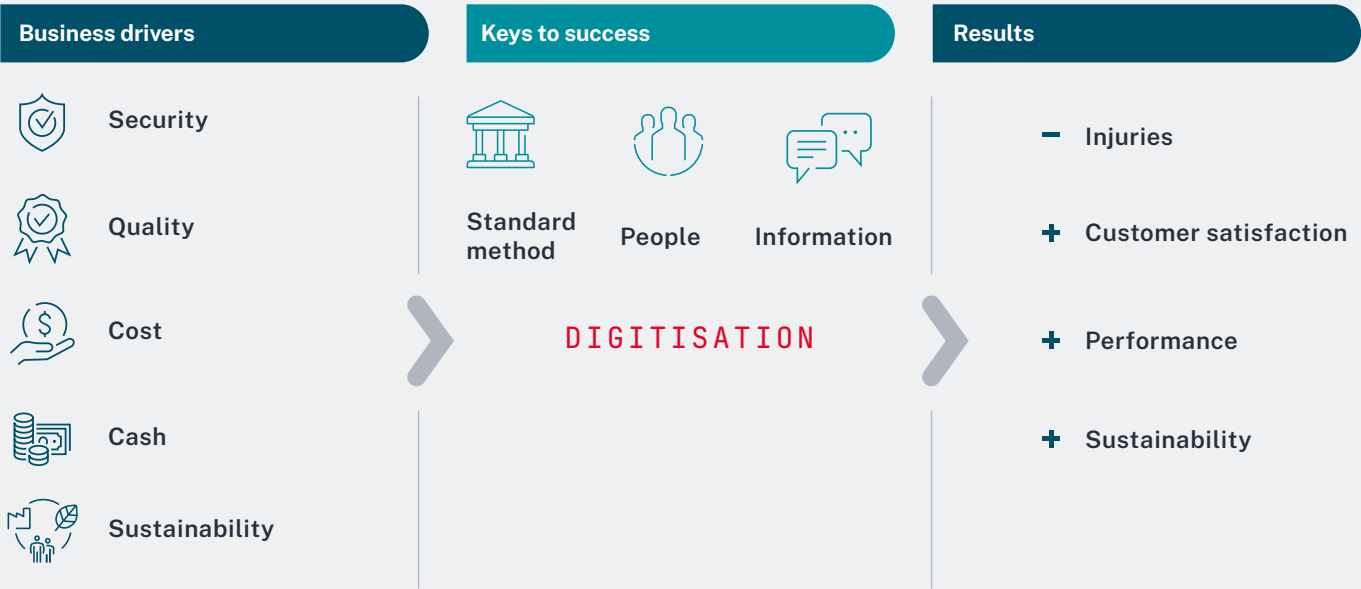 Business drivers
Security
Quality
Cost
Cash
Sustainability
Keys to success
Standard
method
People
Information
DIGITISATION
Results
− Injuries
+ Customer satisfaction
+ Performance
+ Sustainability